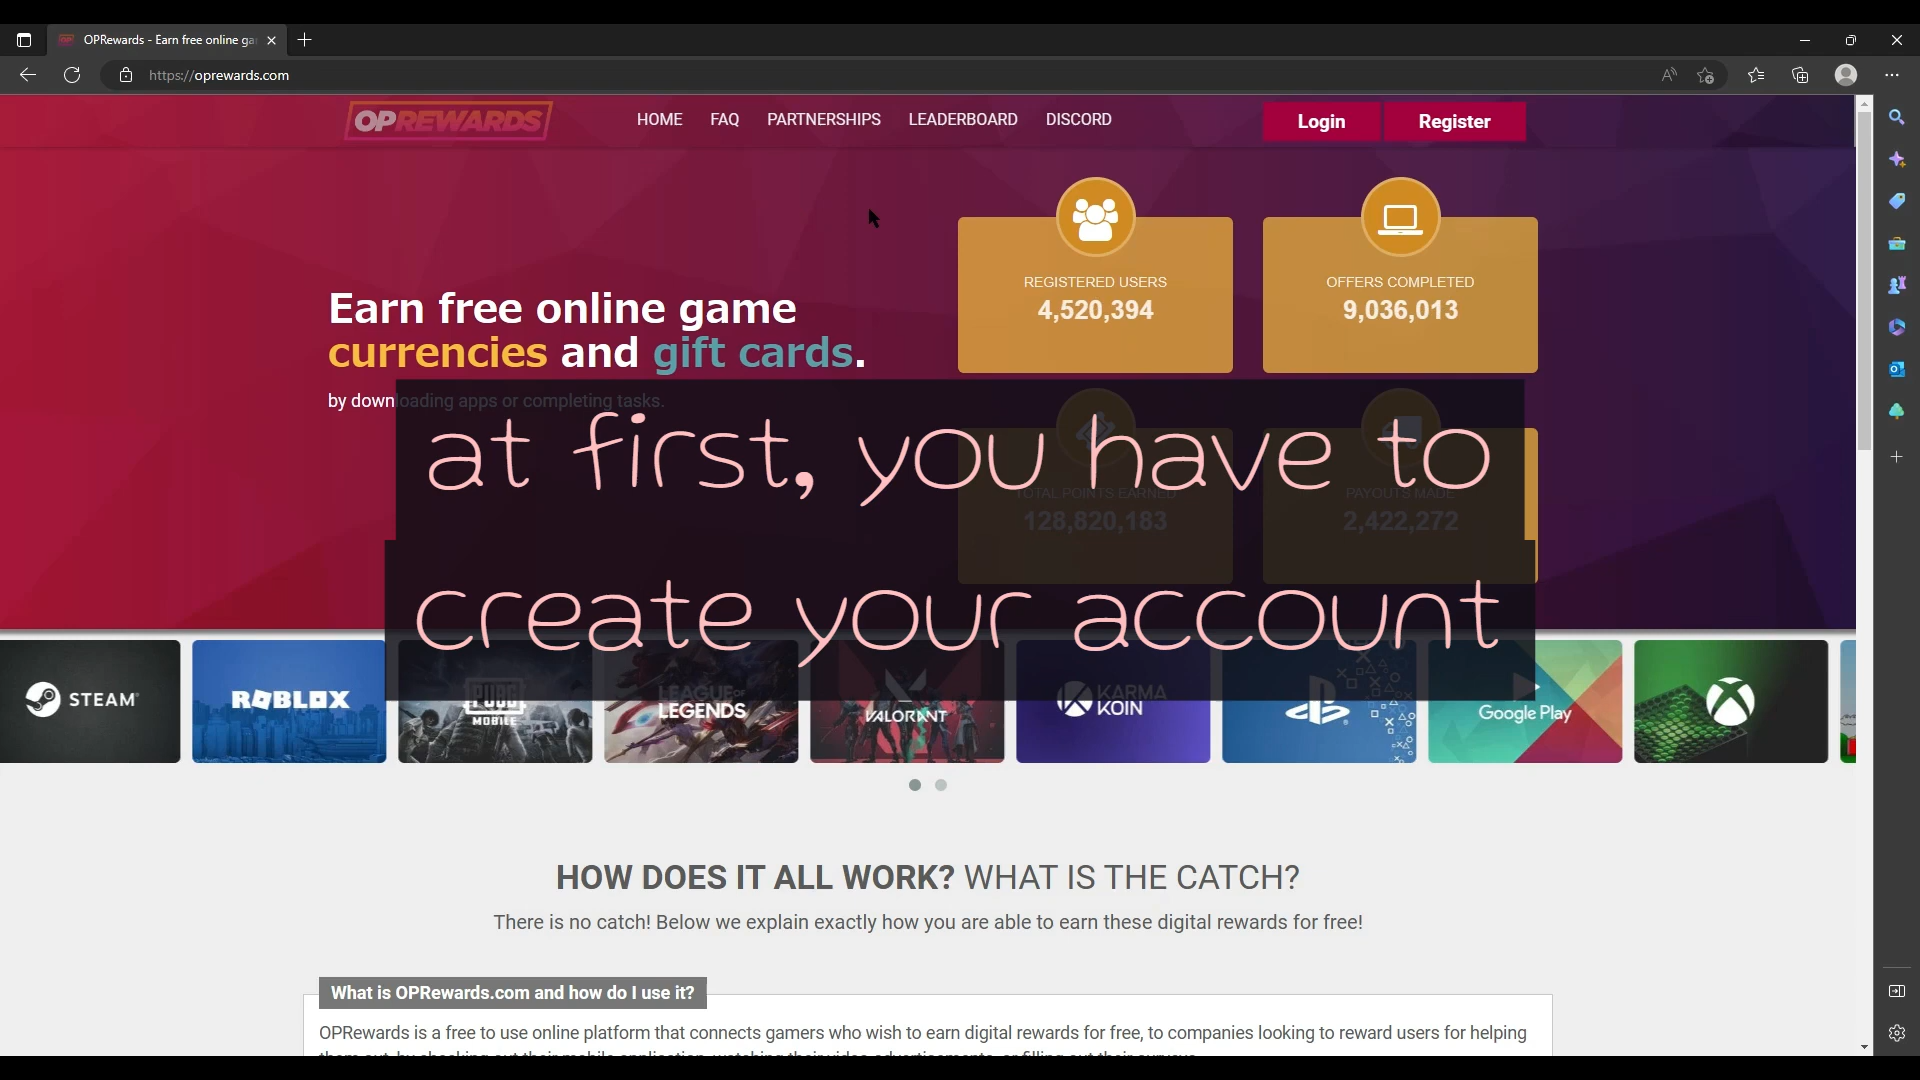 OPRewards - Earn free online ga
https://oprewards.com
OPREWARDS
HOME FAQ PARTNERSHIPS LEADERBOARD DISCORD
Login Register
REGISTERED USERS
4,520,394
OFFERS COMPLETED
9,036,013
Earn free online game
currencies and gift cards.
by downloading apps or completing tasks.
at first, you have to
TOTAL POINTS EARNED
128,820,183
PAYOUTS MADE
2,422,272
create your account
STEAM
ROBLOX
PUBG
MOBILE
LEAGUE OF
LEGENDS
VALORANT
KARMA
KOIN
Google Play
HOW DOES IT ALL WORK? WHAT IS THE CATCH?
There is no catch! Below we explain exactly how you are able to earn these digital rewards for free!
What is OPRewards.com and how do I use it?
OPRewards is a free to use online platform that connects gamers who wish to earn digital rewards for free, to companies looking to reward users for helping